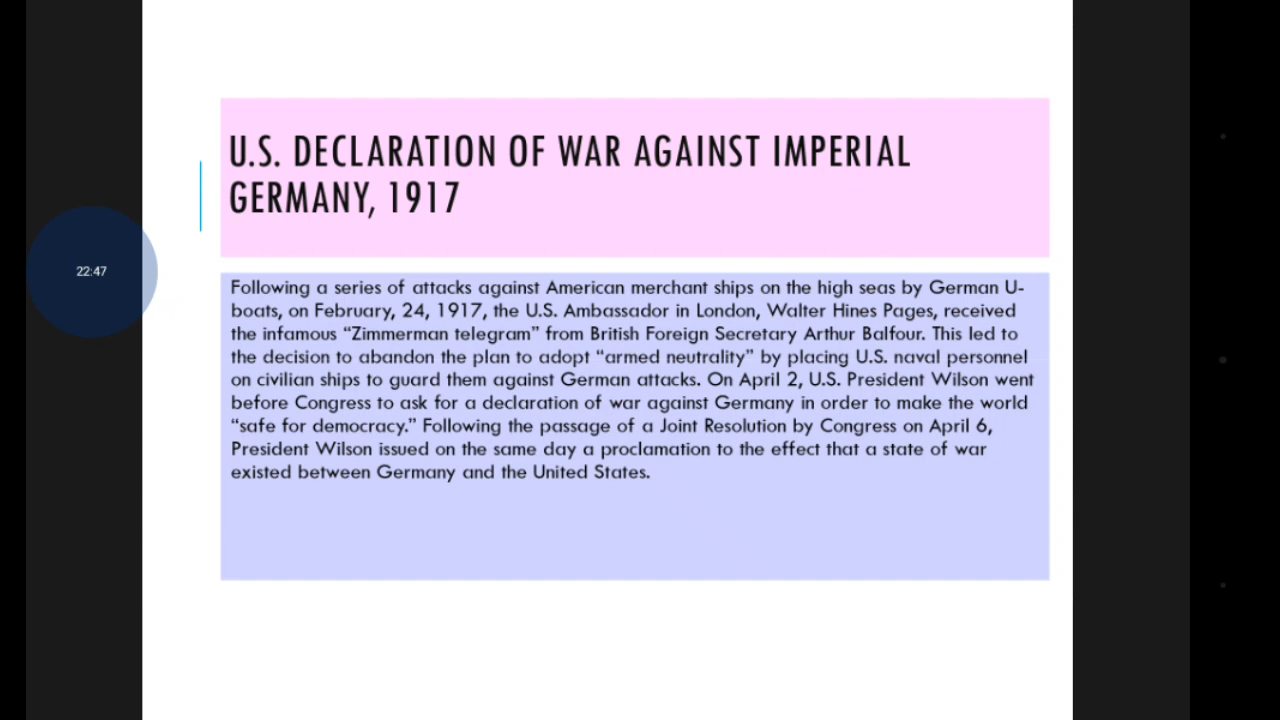 U.S. DECLARATION OF WAR AGAINST IMPERIAL
GERMANY, 1917
22:47
Following a series of attacks against American merchant ships on the high seas by German U-
boats, on February, 24, 1917, the U.S. Ambassador in London, Walter Hines Pages, received
the infamous “Zimmerman telegram” from British Foreign Secretary Arthur Balfour. This led to
the decision to abandon the plan to adopt “armed neutrality” by placing U.S. naval personnel
on civilian ships to guard them against German attacks. On April 2, U.S. President Wilson went
before Congress to ask for a declaration of war against Germany in order to make the world
“safe for democracy.” Following the passage of a Joint Resolution by Congress on April 6,
President Wilson issued on the same day a proclamation to the effect that a state of war
existed between Germany and the United States.